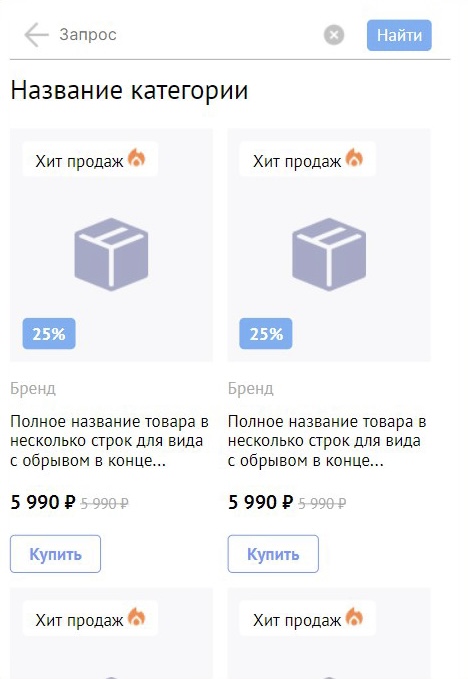 Запрос
Найти
Название категории
Хит продаж
Хит продаж
25%
25%
Бренд
Бренд
Полное название товара в
несколько строк для вида
с обрывом в конце...
Полное название товара в
несколько строк для вида
с обрывом в конце...
5 990 ₽ 5 990 ₽
5 990 ₽ 5 990 ₽
Купить
Купить
Хит продаж
Хит продаж